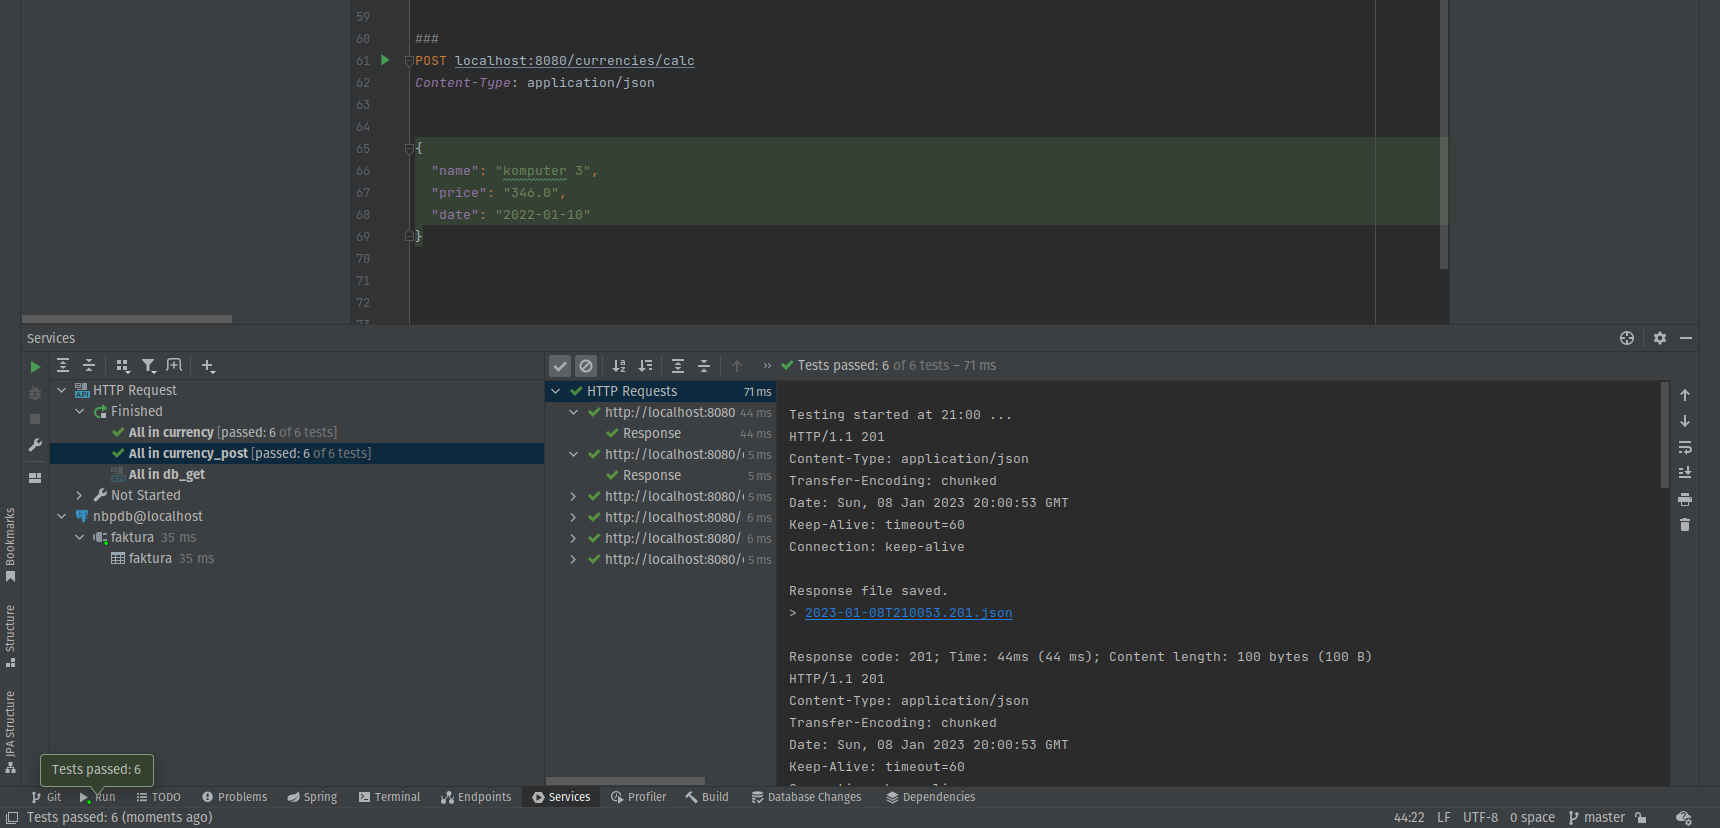 59
60 ###
61 POST localhost:8080/currencies/calc
62 Content-Type: application/json
63
64
65 {
66 "name": "komputer 3",
67 "price": "346.0",
68 "date": "2022-01-10"
69 }
70
71
72
73
Services
Tests passed: 6 of 6 tests – 71 ms
HTTP Request
Finished
All in currency [passed: 6 of 6 tests]
All in currency_post [passed: 6 of 6 tests]
All in db_get
Not Started
nbpdb@localhost
faktura 35 ms
faktura 35 ms
HTTP Requests 71 ms
http://localhost:8080 44 ms
Response 44 ms
http://localhost:8080/ 5 ms
Response 5 ms
http://localhost:8080/ 5 ms
http://localhost:8080/ 6 ms
http://localhost:8080/ 6 ms
http://localhost:8080/ 5 ms
Testing started at 21:00 ...
HTTP/1.1 201
Content-Type: application/json
Transfer-Encoding: chunked
Date: Sun, 08 Jan 2023 20:00:53 GMT
Keep-Alive: timeout=60
Connection: keep-alive
Response file saved.
> 2023-01-08T210053.201.json
Response code: 201; Time: 44ms (44 ms); Content length: 100 bytes (100 B)
HTTP/1.1 201
Content-Type: application/json
Transfer-Encoding: chunked
Date: Sun, 08 Jan 2023 20:00:53 GMT
Keep-Alive: timeout=60
Bookmarks
Structure
JPA Structure
Tests passed: 6
Git Run TODO Problems Spring Terminal Endpoints Services Profiler Build Database Changes Dependencies
Tests passed: 6 (moments ago) 44:22 LF UTF-8 0 space master